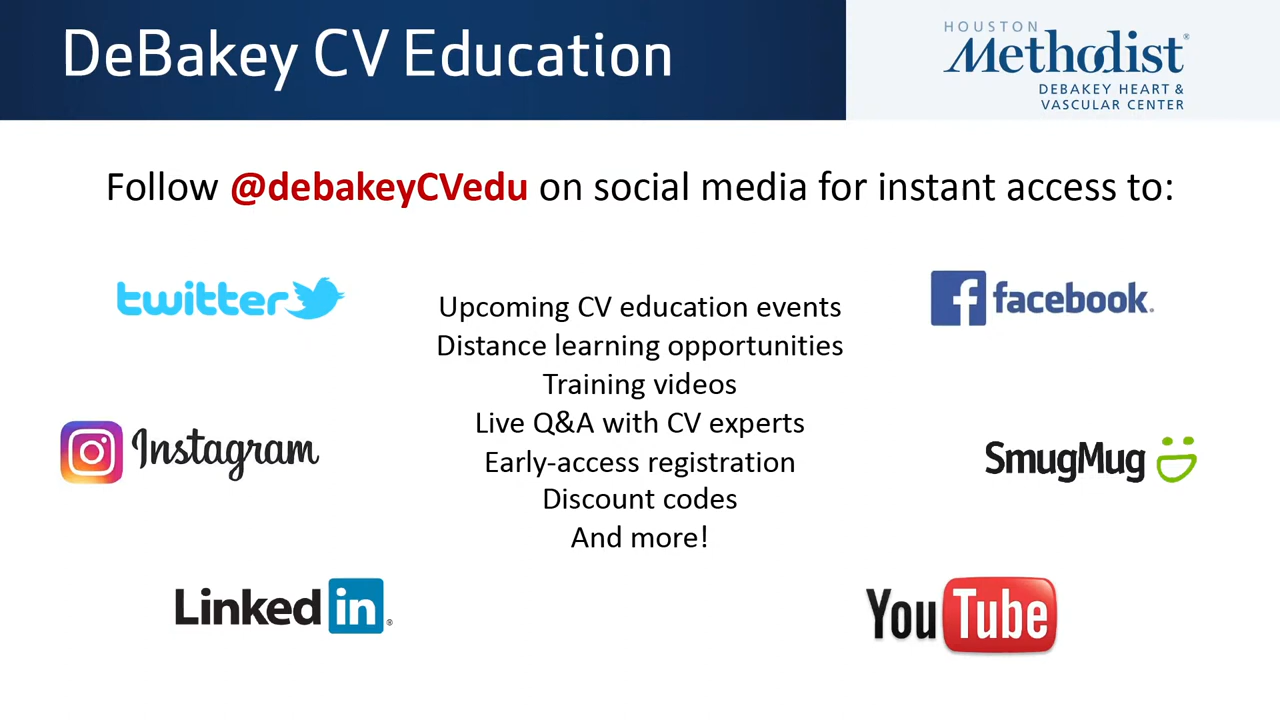 DeBakey CV Education
HOUSTON
Methodist®
DEBAKEY HEART &
VASCULAR CENTER
Follow @debakeyCVedu on social media for instant access to:
twitter
facebook.
Upcoming CV education events
Distance learning opportunities
Training videos
Live Q&A with CV experts
Early-access registration
Discount codes
And more!
Instagram
SmugMug
Linked in®
YouTube